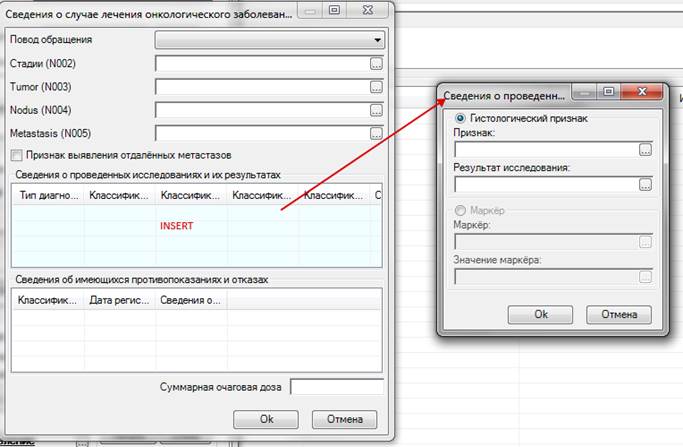 Сведения о случае лечения онкологического заболеван...
Повод обращения
Стадии (N002)
Tumor (N003)
Nodus (N004)
Metastasis (N005)
Признак выявления отдалённых метастазов
Сведения о проведенных исследованиях и их результатах
Тип диагно... Классифик... Классифик... Классифик... Классифик... С
INSERT
Сведения об имеющихся противопоказаниях и отказах
Классифик... Дата регис... Сведения о...
Суммарная очаговая доза
Ok Отмена
Сведения о проведенн...
Гистологический признак
Признак:
Результат исследования:
Маркёр
Маркёр:
Значение маркёра:
Ok Отмена